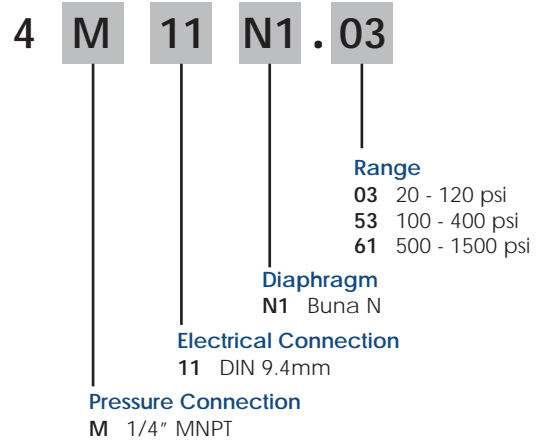 4 M 11 N1 . 03
Range
03 20 - 120 psi
53 100 - 400 psi
61 500 - 1500 psi
Diaphragm
N1 Buna N
Electrical Connection
11 DIN 9.4mm
Pressure Connection
M 1/4" MNPT